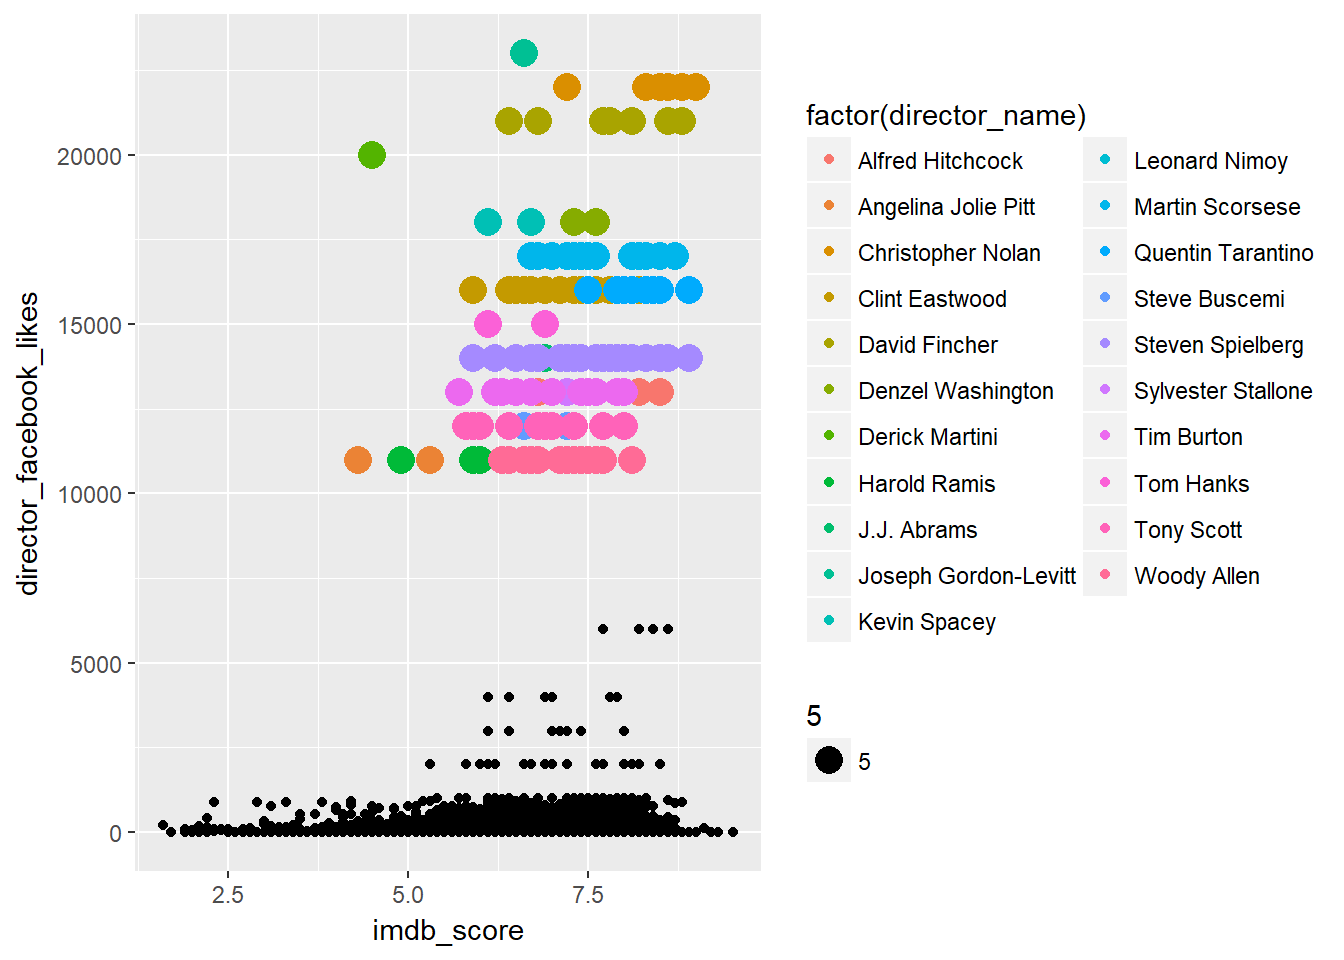 director_facebook_likes
20000
15000
10000
5000
0
2.5 5.0 7.5
imdb_score
factor(director_name)
Alfred Hitchcock
Angelina Jolie Pitt
Christopher Nolan
Clint Eastwood
David Fincher
Denzel Washington
Derick Martini
Harold Ramis
J.J. Abrams
Joseph Gordon-Levitt
Kevin Spacey
Leonard Nimoy
Martin Scorsese
Quentin Tarantino
Steve Buscemi
Steven Spielberg
Sylvester Stallone
Tim Burton
Tom Hanks
Tony Scott
Woody Allen
5
5